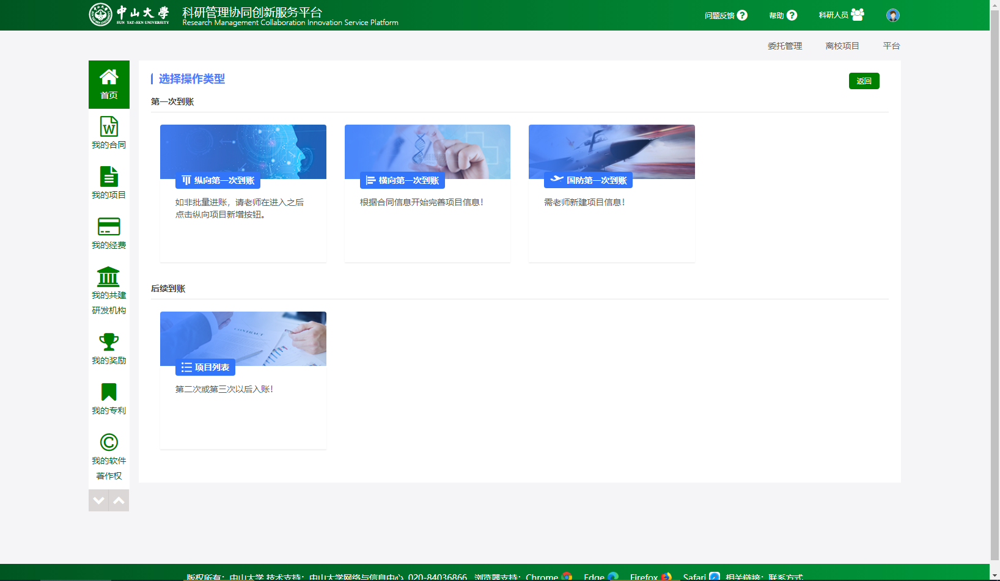 中山大学
SUN YAT-SEN UNIVERSITY
科研管理协同创新服务平台
Research Management Collaboration Innovation Service Platform
问题反馈
帮助
科研人员
委托管理
离校项目
平台
首页
我的合同
我的项目
我的经费
我的共建
研发机构
我的奖励
我的专利
我的软件
著作权
选择操作类型
返回
第一次到账
纵向第一次到账
如非批量进账，请老师在进入之后
点击纵向项目新增按钮。
横向第一次到账
根据合同信息开始完善项目信息！
国防第一次到账
需老师新建项目信息！
后续到账
CONTRACT
项目列表
第二次或第三次以后入账！
版权所有：中山大学 技术支持：中山大学网络与信息中心 020-84036866 浏览器支持：Chrome Edge Firefox Safari 相关链接：联系方式